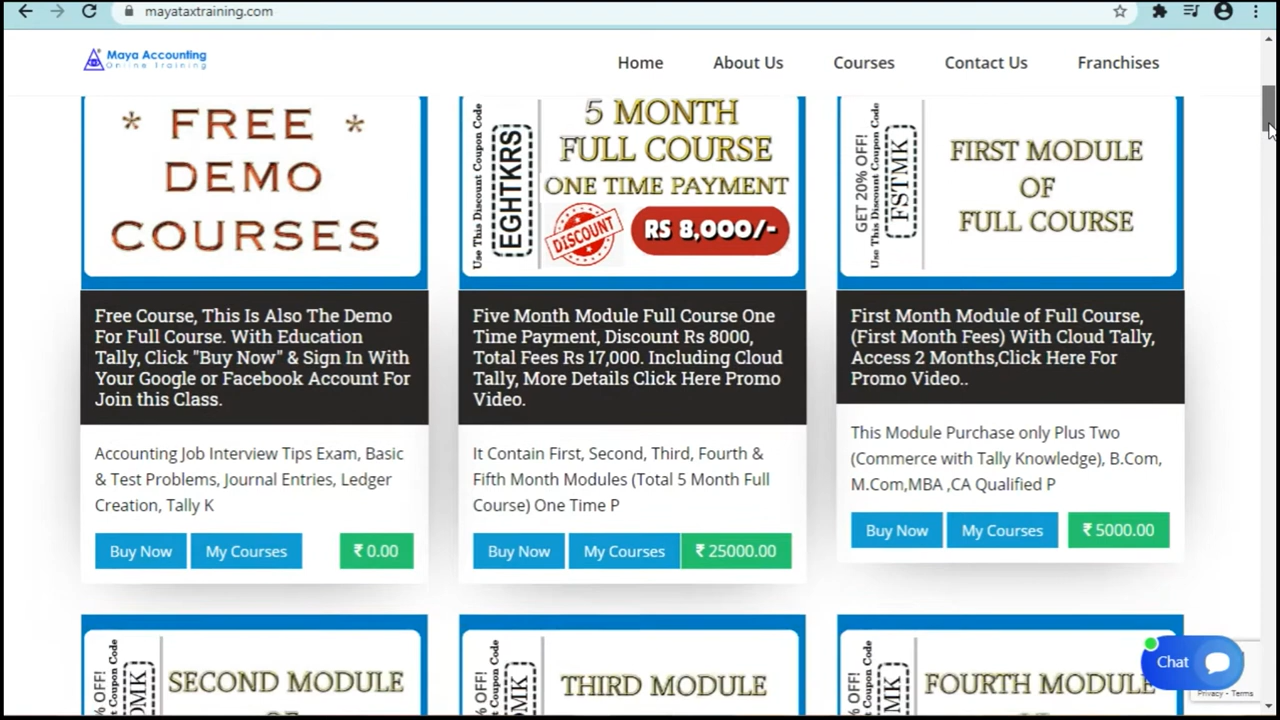 mayataxtraining.com
Maya Accounting
Online Training
Home
About Us
Courses
Contact Us
Franchises
* FREE *
DEMO
COURSES
Use This Discount Coupon Code
EGHTKRS
5 MONTH
FULL COURSE
ONE TIME PAYMENT
DISCOUNT
RS 8,000/-
GET 20% OFF!
Use This Discount Coupon Code
FSTMK
FIRST MODULE
OF
FULL COURSE
Free Course, This Is Also The Demo
For Full Course. With Education
Tally, Click "Buy Now" & Sign In With
Your Google or Facebook Account For
Join this Class.
Accounting Job Interview Tips Exam, Basic
& Test Problems, Journal Entries, Ledger
Creation, Tally K
Buy Now
My Courses
₹ 0.00
Five Month Module Full Course One
Time Payment, Discount Rs 8000,
Total Fees Rs 17,000. Including Cloud
Tally, More Details Click Here Promo
Video.
It Contain First, Second, Third, Fourth &
Fifth Month Modules (Total 5 Month Full
Course) One Time P
Buy Now
My Courses
₹ 25000.00
First Month Module of Full Course,
(First Month Fees) With Cloud Tally,
Access 2 Months,Click Here For
Promo Video..
This Module Purchase only Plus Two
(Commerce with Tally Knowledge), B.Com,
M.Com,MBA ,CA Qualified P
Buy Now
My Courses
₹ 5000.00
SECOND MODULE
THIRD MODULE
FOURTH MODULE
Chat
Privacy - Terms